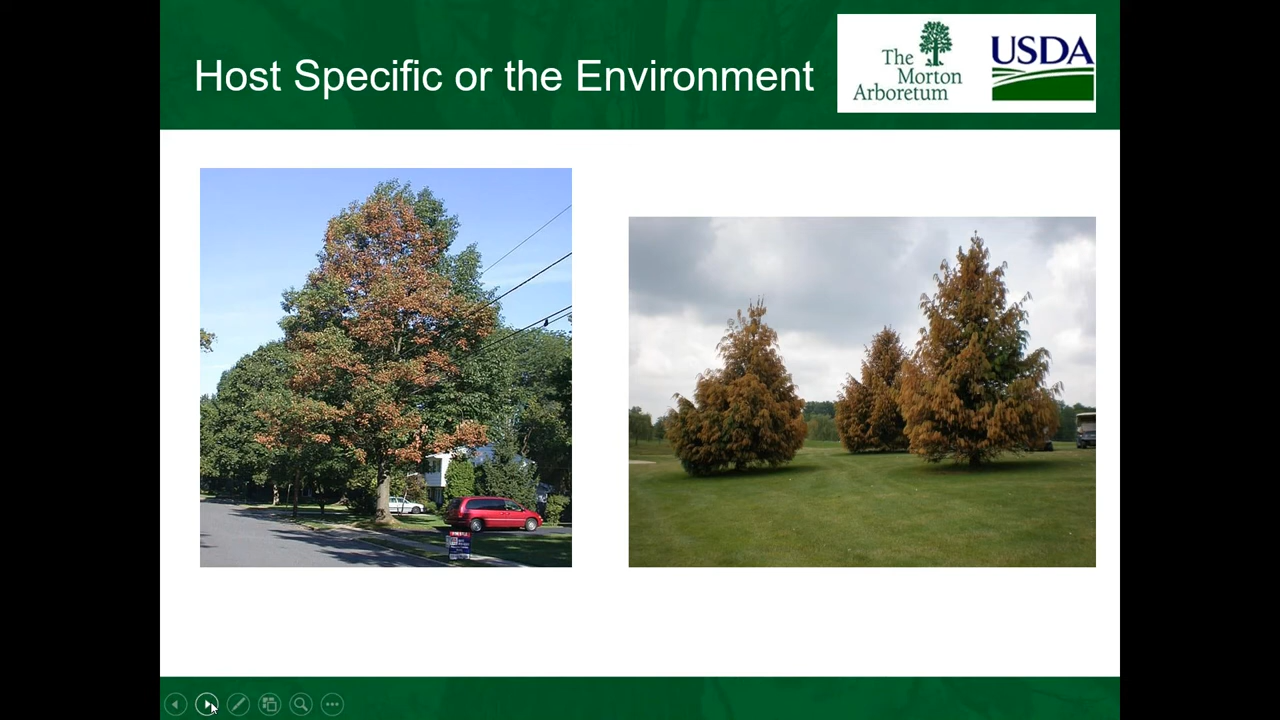 Host Specific or the Environment
The
Morton
Arboretum
USDA